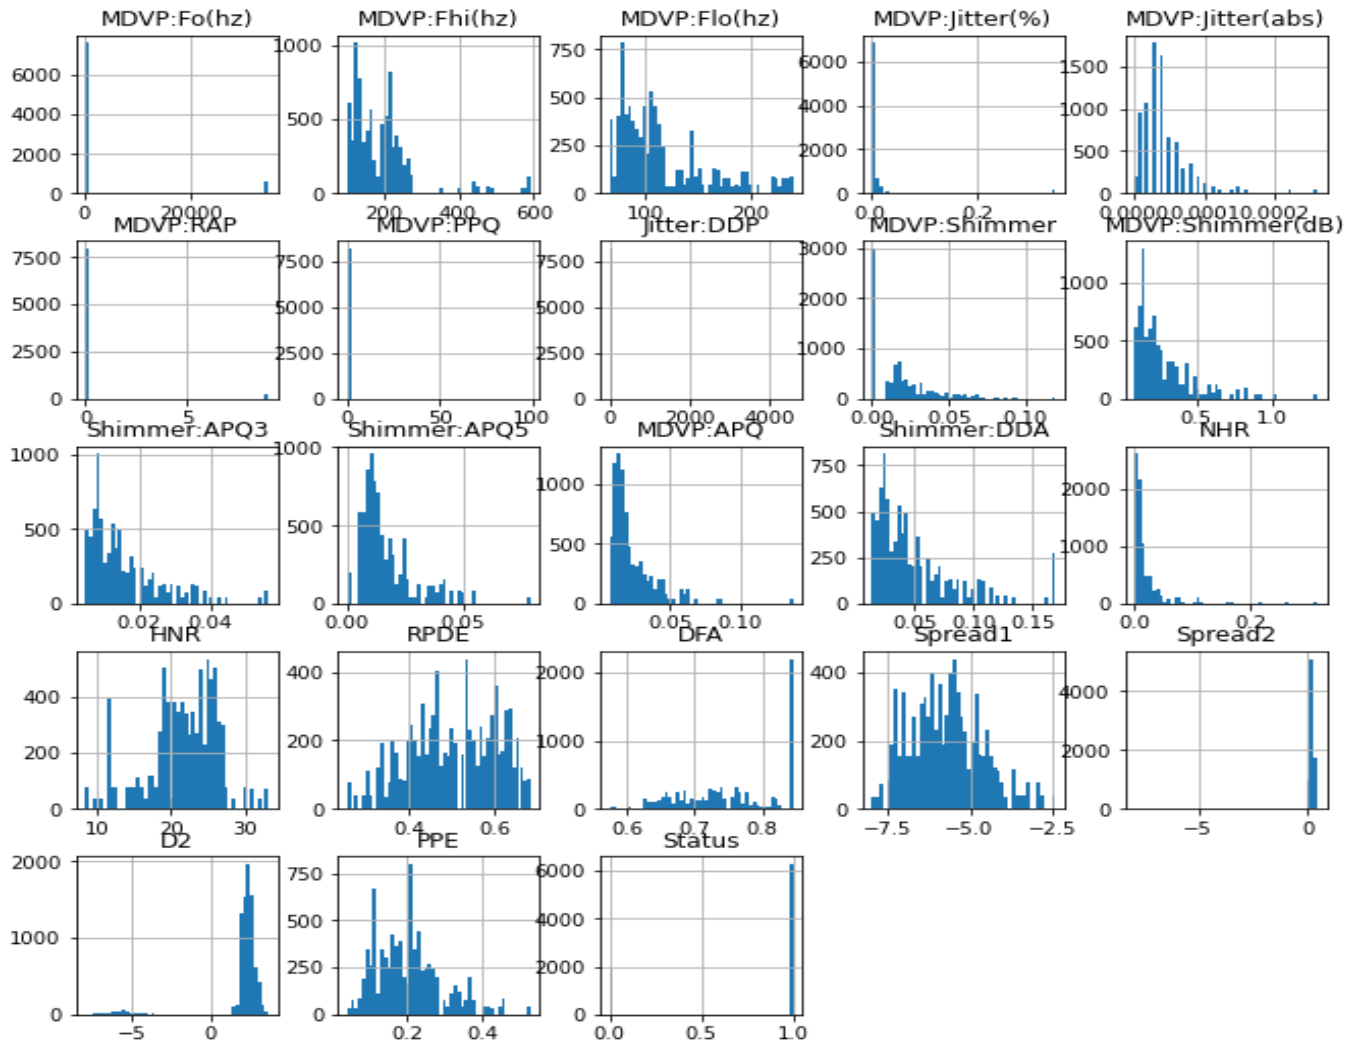 MDVP:Fo(hz) MDVP:Fhi(hz) MDVP:Flo(hz) MDVP:Jitter(%) MDVP:Jitter(abs)
6000 4000 2000 0
1000 500 0
750 500 250 0
6000 4000 2000 0
1500 1000 500 0
0 20000
200 400 600
100 200
0.0 0.2
0.0000 0.0001 0.0002
MDVP:RAP MDVP:PPQ Jitter:DDP MDVP:Shimmer MDVP:Shimmer(dB)
7500 5000 2500 0
7500 5000 2500 0
7500 5000 2500 0
3000 2000 1000 0
1000 500 0
0 5
0 50 100
0 2000 4000
0.00 0.05 0.10
0.5 1.0
Shimmer:APQ3 Shimmer:APQ5 MDVP:APQ Shimmer:DDA NHR
1000 500 0
1000 500 0
1000 500 0
750 500 250 0
2000 1000 0
0.02 0.04
0.00 0.05
0.05 0.10
0.05 0.10 0.15
0.0 0.2
HNR RPDE DFA Spread1 Spread2
400 200 0
400 200 0
2000 1000 0
400 200 0
4000 2000 0
10 20 30
0.4 0.6
0.6 0.7 0.8
−7.5 −5.0 −2.5
−5 0
D2 PPE Status
2000 1000 0
750 500 250 0
6000 4000 2000 0
−5 0
0.2 0.4
0.0 0.5 1.0